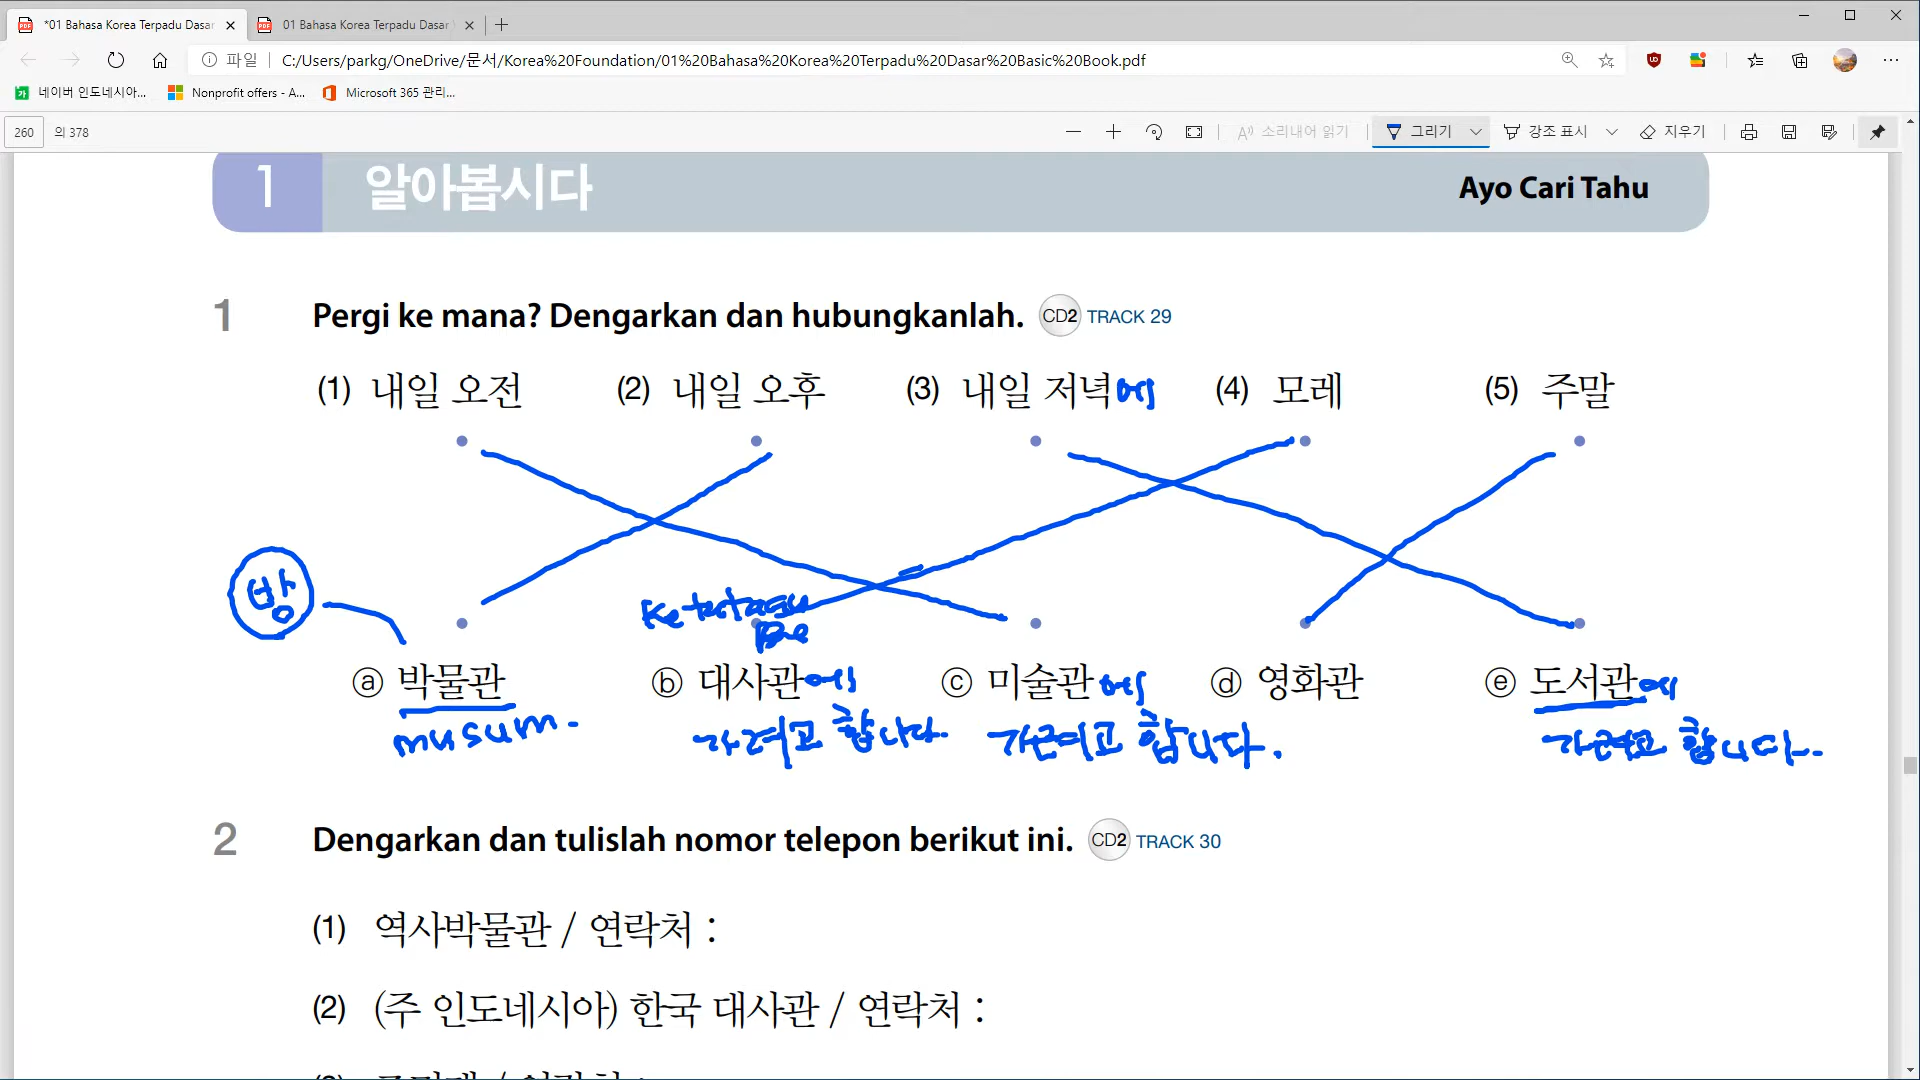 *01 Bahasa Korea Terpadu Dasar
01 Bahasa Korea Terpadu Dasar
파일 C:/Users/parkg/OneDrive/문서/Korea%20Foundation/01%20Bahasa%20Korea%20Terpadu%20Dasar%20Basic%20Book.pdf
네이버 인도네시아... Nonprofit offers - A... Microsoft 365 관리...
260 의 378 소리내어 읽기 그리기 강조 표시 지우기
1 알아봅시다 Ayo Cari Tahu
1 Pergi ke mana? Dengarkan dan hubungkanlah. CD2 TRACK 29
(1) 내일 오전 (2) 내일 오후 (3) 내일 저녁에 (4) 모레 (5) 주말
방
ⓐ 박물관 ⓑ 대사관에 ⓒ 미술관에 ⓓ 영화관 ⓔ 도서관에
musum. 가려고 합니다. 가려고 합니다. 가려고 합니다.
2 Dengarkan dan tulislah nomor telepon berikut ini. CD2 TRACK 30
(1) 역사박물관 / 연락처 :
(2) (주 인도네시아) 한국 대사관 / 연락처 :